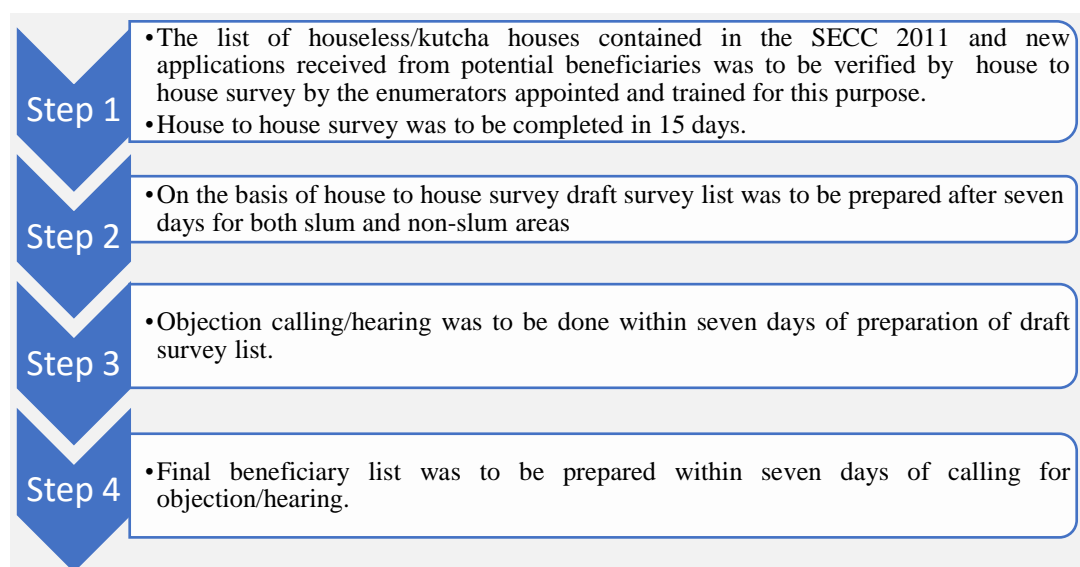 Step 1
•The list of houseless/kutcha houses contained in the SECC 2011 and new
applications received from potential beneficiaries was to be verified by house to
house survey by the enumerators appointed and trained for this purpose.
•House to house survey was to be completed in 15 days.
Step 2
•On the basis of house to house survey draft survey list was to be prepared after seven
days for both slum and non-slum areas
Step 3
•Objection calling/hearing was to be done within seven days of preparation of draft
survey list.
Step 4
•Final beneficiary list was to be prepared within seven days of calling for
objection/hearing.